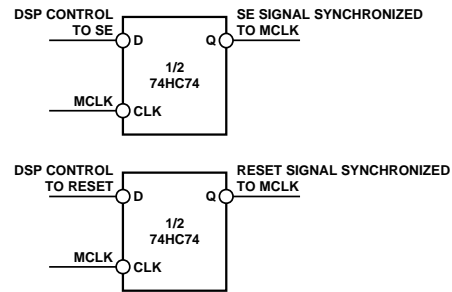 DSP CONTROL
TO SE
SE SIGNAL SYNCHRONIZED
TO MCLK
D
Q
1/2
74HC74
MCLK
CLK
DSP CONTROL
TO RESET
RESET SIGNAL SYNCHRONIZED
TO MCLK
D
Q
1/2
74HC74
MCLK
CLK